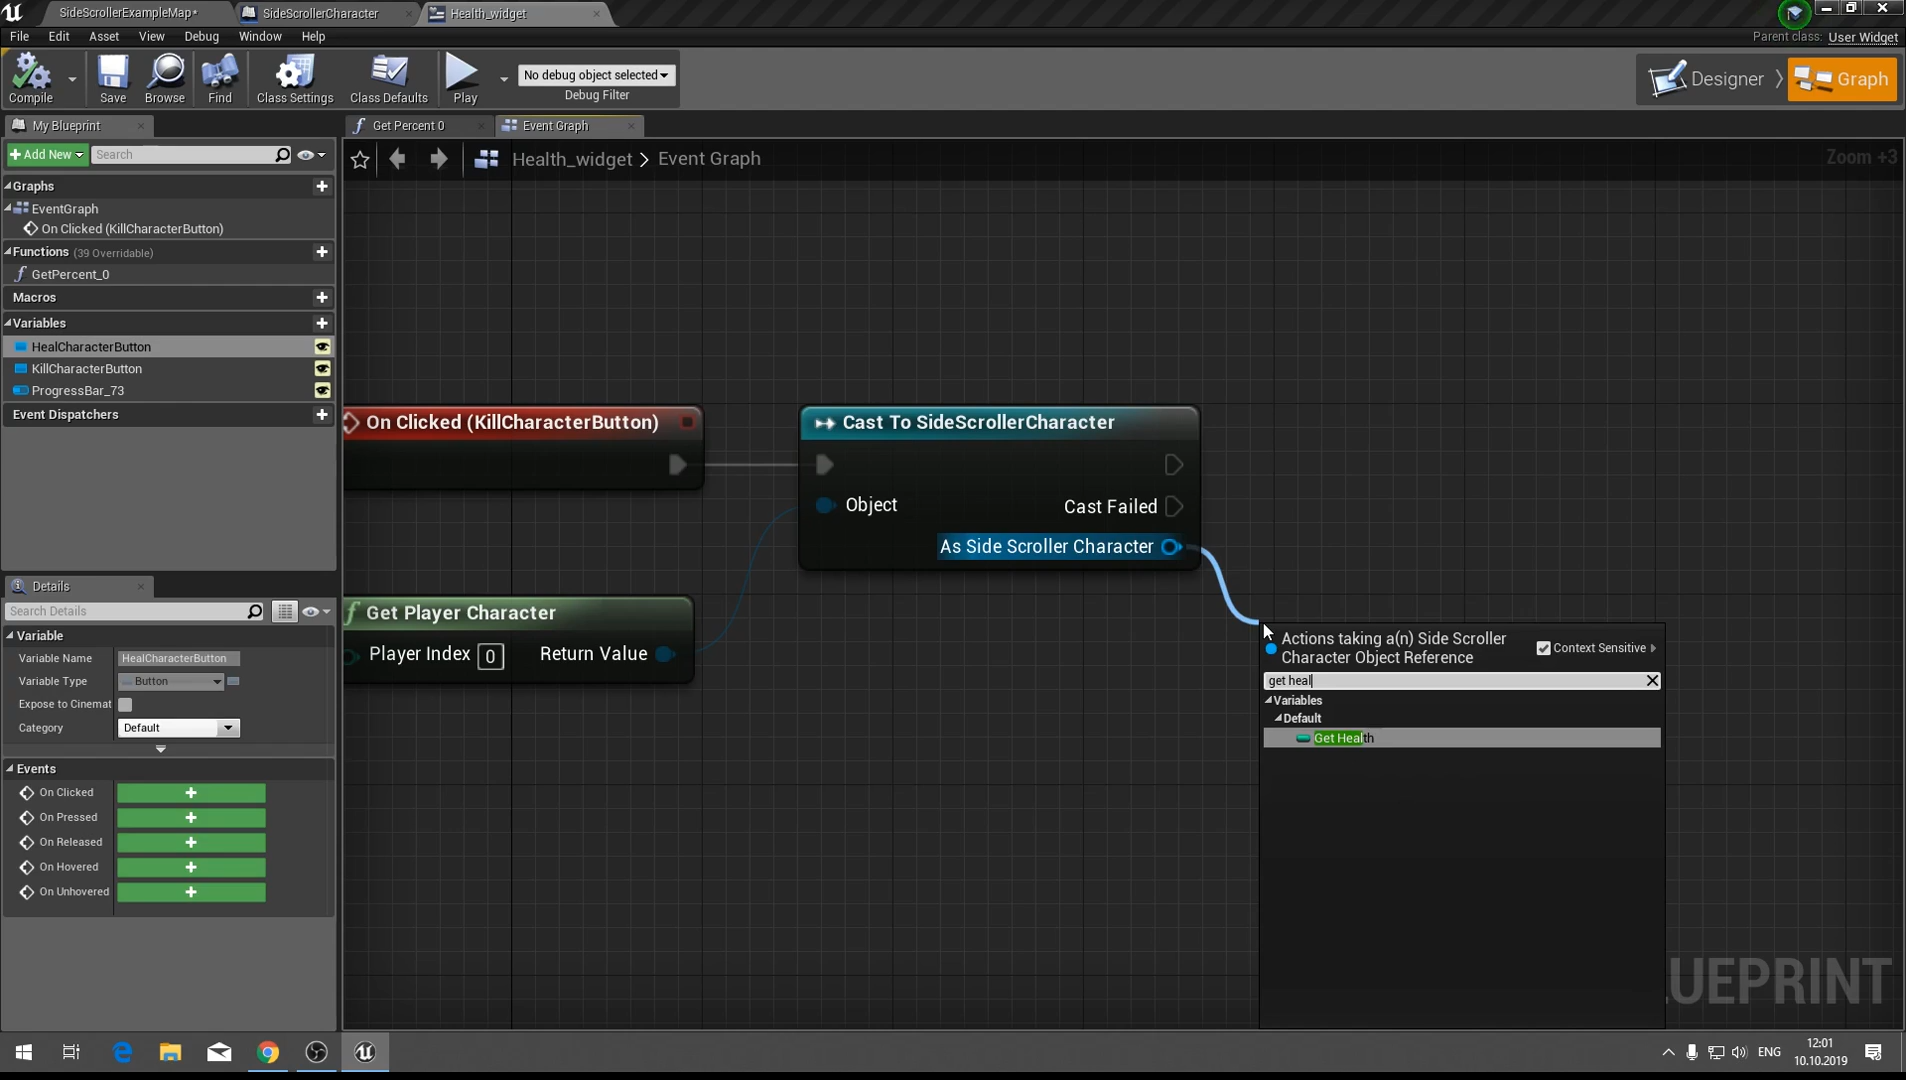 SideScrollerExampleMap*
SideScrollerCharacter
Health_widget
File Edit Asset View Debug Window Help
Parent class: User Widget
Compile
Save
Browse
Find
Class Settings
Class Defaults
Play
No debug object selected
Debug Filter
Designer
Graph
My Blueprint
Get Percent 0
Event Graph
Add New
Search
Health_widget > Event Graph
Zoom +3
Graphs
EventGraph
On Clicked (KillCharacterButton)
Functions (39 Overridable)
GetPercent_0
Macros
Variables
HealCharacterButton
KillCharacterButton
ProgressBar_73
Event Dispatchers
On Clicked (KillCharacterButton)
Cast To SideScrollerCharacter
Object
Cast Failed
As Side Scroller Character
Get Player Character
Player Index 0
Return Value
Actions taking a(n) Side Scroller
Character Object Reference
Context Sensitive
get heal
Variables
Default
Get Health
Details
Search Details
Variable
Variable Name HealCharacterButton
Variable Type Button
Expose to Cinemat
Category Default
Events
On Clicked
On Pressed
On Released
On Hovered
On Unhovered
UEPRINT
ENG
12:01
10.10.2019